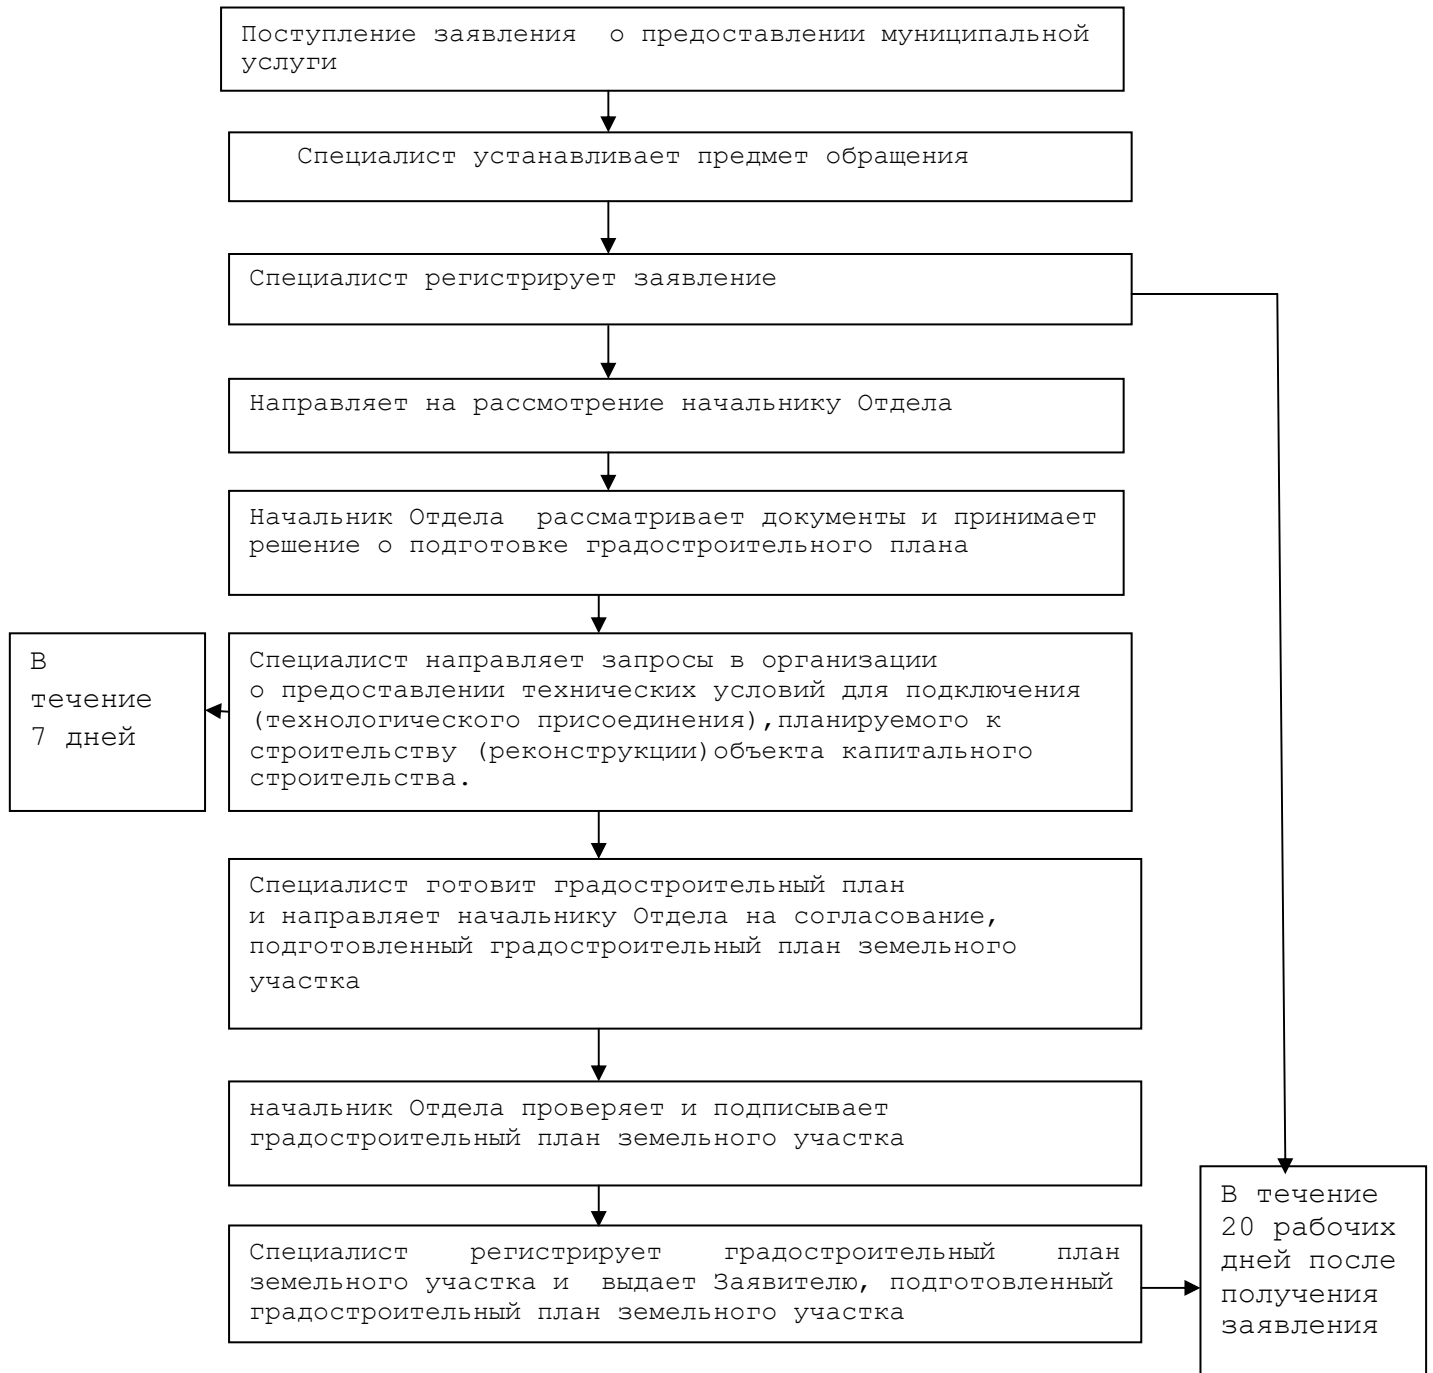 Поступление заявления  о предоставлении муниципальной
услуги
Специалист устанавливает предмет обращения
Специалист регистрирует заявление
Направляет на рассмотрение начальнику Отдела
Начальник Отдела  рассматривает документы и принимает
решение о подготовке градостроительного плана
В
течение
7 дней
Специалист направляет запросы в организации
о предоставлении технических условий для подключения
(технологического присоединения),планируемого к
строительству (реконструкции)объекта капитального
строительства.
Специалист готовит градостроительный план
и направляет начальнику Отдела на согласование,
подготовленный градостроительный план земельного
участка
начальник Отдела проверяет и подписывает
градостроительный план земельного участка
Специалист регистрирует градостроительный план
земельного участка и  выдает Заявителю, подготовленный
градостроительный план земельного участка
В течение
20 рабочих
дней после
получения
заявления